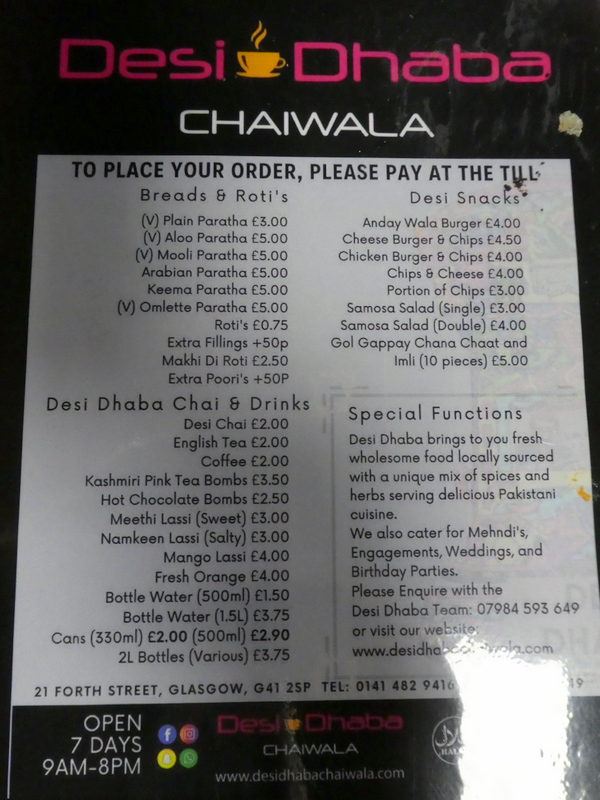 Desi Dhaba
CHAIWALA
TO PLACE YOUR ORDER, PLEASE PAY AT THE TILL
Breads & Roti's
(V) Plain Paratha £3.00
(V) Aloo Paratha £5.00
(V) Mooli Paratha £5.00
Arabian Paratha £5.00
Keema Paratha £5.00
(V) Omlette Paratha £5.00
Roti's £0.75
Extra Fillings +50p
Makhi Di Roti £2.50
Extra Poori's +50P
Desi Snacks
Anday Wala Burger £4.00
Cheese Burger & Chips £4.50
Chicken Burger & Chips £4.00
Chips & Cheese £4.00
Portion of Chips £3.00
Samosa Salad (Single) £3.00
Samosa Salad (Double) £4.00
Gol Gappay Chana Chaat and
Imli (10 pieces) £5.00
Desi Dhaba Chai & Drinks
Desi Chai £2.00
English Tea £2.00
Coffee £2.00
Kashmiri Pink Tea Bombs £3.50
Hot Chocolate Bombs £2.50
Meethi Lassi (Sweet) £3.00
Namkeen Lassi (Salty) £3.00
Mango Lassi £4.00
Fresh Orange £4.00
Bottle Water (500ml) £1.50
Bottle Water (1.5L) £3.75
Cans (330ml) £2.00 (500ml) £2.90
2L Bottles (Various) £3.75
Special Functions
Desi Dhaba brings to you fresh
wholesome food locally sourced
with a unique mix of spices and
herbs serving delicious Pakistani
cuisine.
We also cater for Mehndi's,
Engagements, Weddings, and
Birthday Parties.
Please Enquire with the
Desi Dhaba Team: 07984 593 649
or visit our website:
21 FORTH STREET, GLASGOW, G41 2SP TEL: 0141 482 9416
OPEN
7 DAYS
9AM-8PM
Desi Dhaba
CHAIWALA
www.desidhabachaiwala.com
HALAL